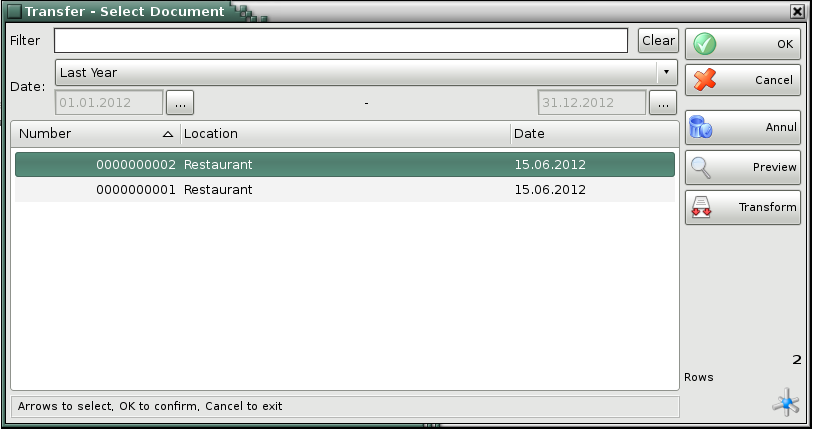 Transfer - Select Document
Filter Clear OK
Date: Last Year Cancel
01.01.2012 ... - 31.12.2012 ...
Number Location Date Annul
0000000002 Restaurant 15.06.2012 Preview
0000000001 Restaurant 15.06.2012
Transform
2
Rows
Arrows to select, OK to confirm, Cancel to exit